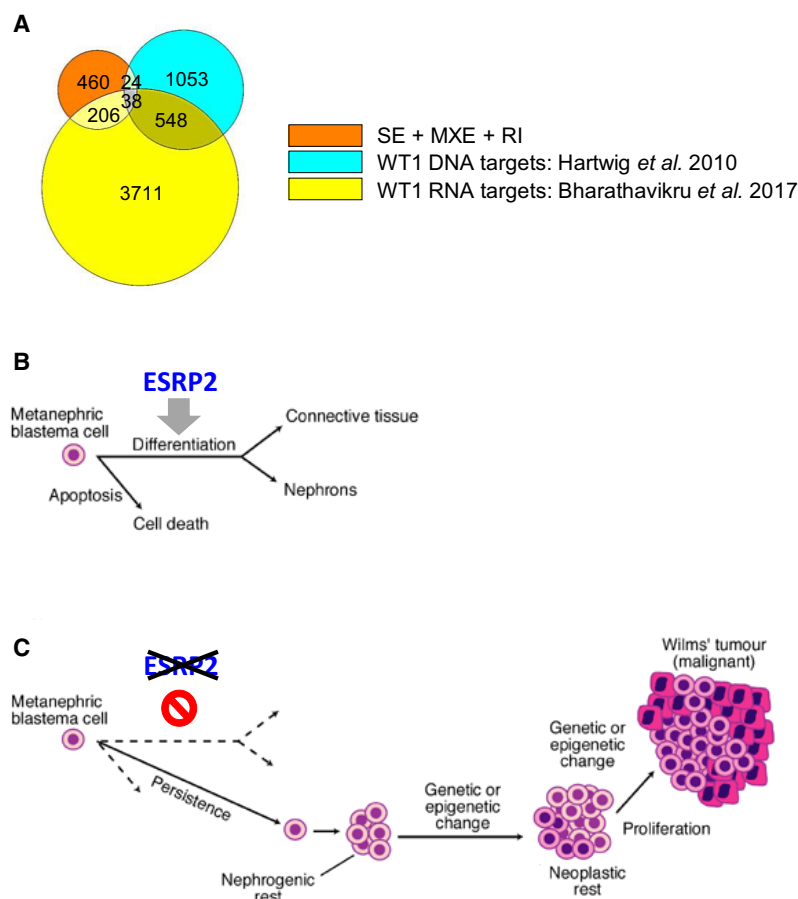 A
460
24
1053
38
206
548
3711
SE + MXE + RI
WT1 DNA targets: Hartwig et al. 2010
WT1 RNA targets: Bharathavikru et al. 2017
B
ESRP2
Metanephric
blastema cell
Differentiation
Connective tissue
Apoptosis
Nephrons
Cell death
C
ESRP2
Wilms' tumour
(malignant)
Metanephric
blastema cell
Genetic or
epigenetic
change
Persistence
Genetic or
epigenetic
change
Proliferation
Nephrogenic
rest
Neoplastic
rest